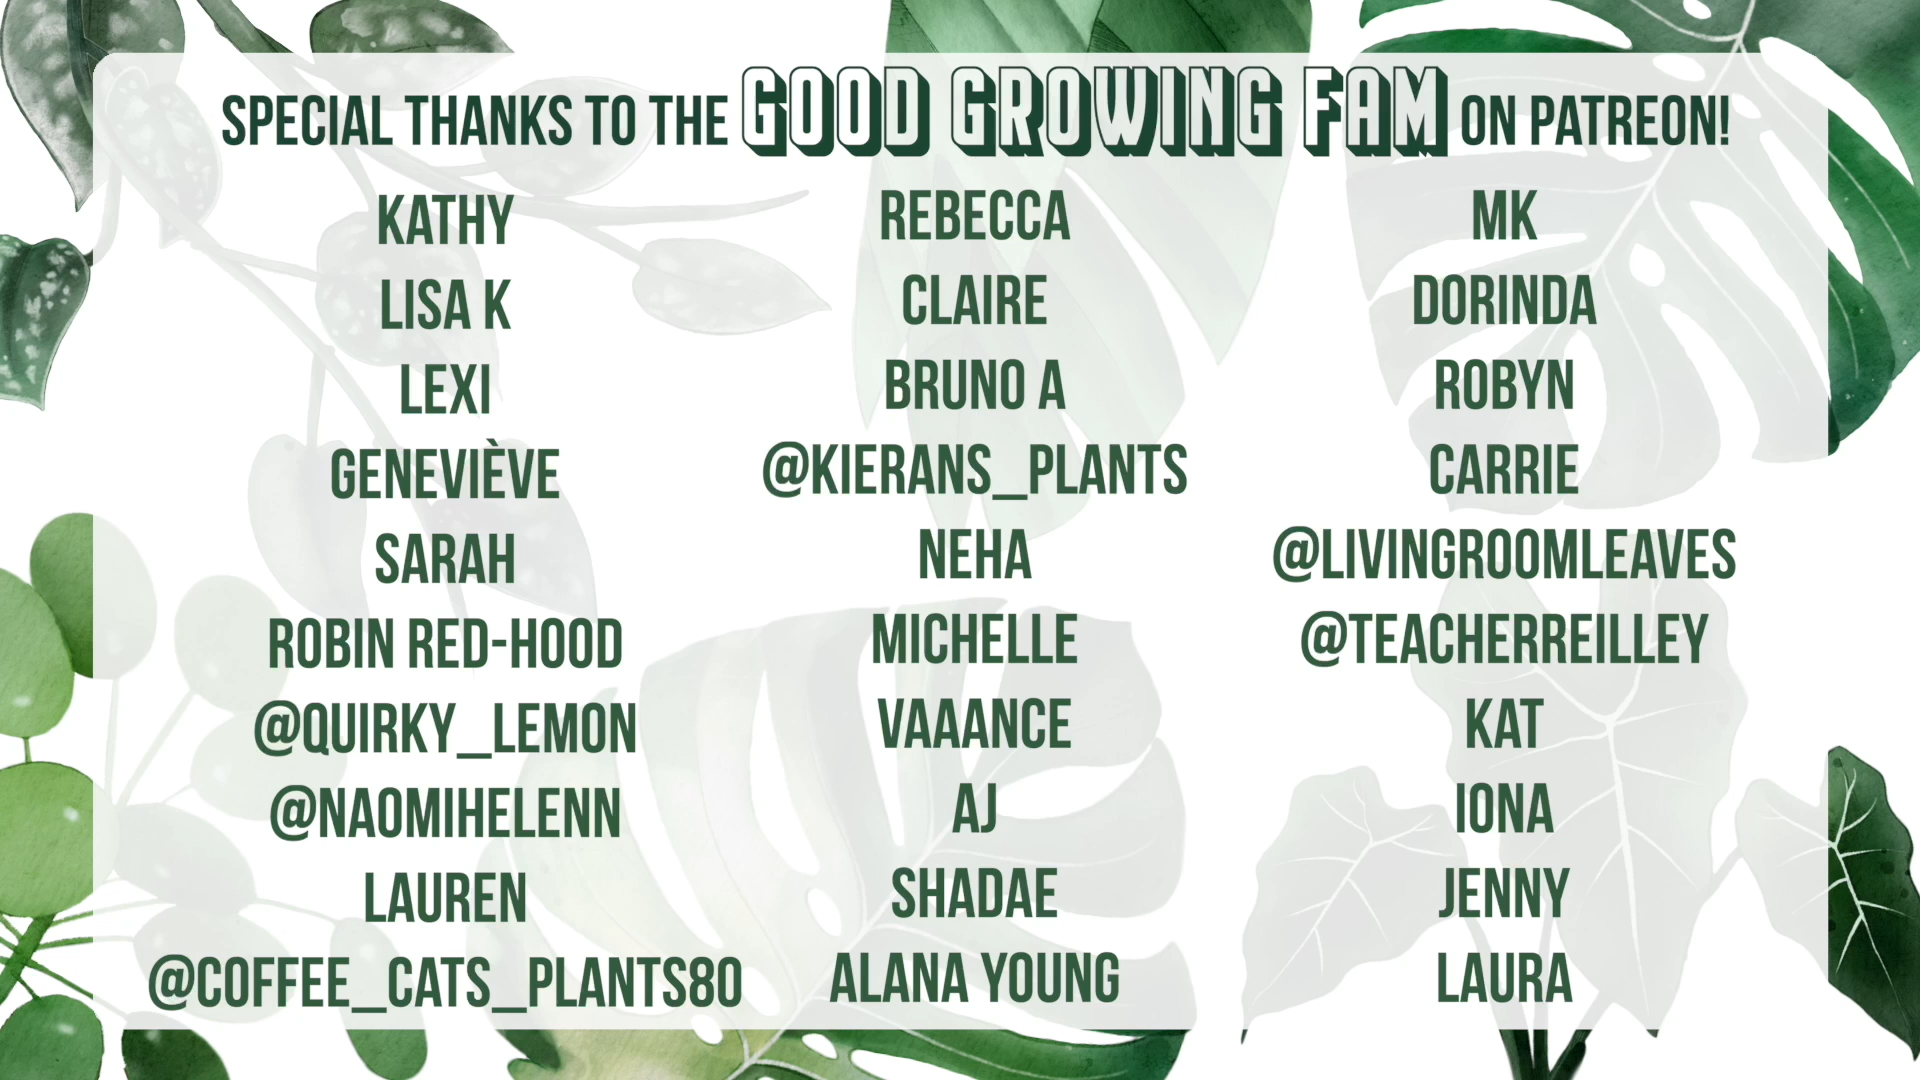 SPECIAL THANKS TO THE GOOD GROWING FAM ON PATREON!
KATHY
LISA K
LEXI
GENEVIÈVE
SARAH
ROBIN RED-HOOD
@QUIRKY_LEMON
@NAOMIHELENN
LAUREN
@COFFEE_CATS_PLANTS80
REBECCA
CLAIRE
BRUNO A
@KIERANS_PLANTS
NEHA
MICHELLE
VAAANCE
AJ
SHADAE
ALANA YOUNG
MK
DORINDA
ROBYN
CARRIE
@LIVINGROOMLEAVES
@TEACHERREILLEY
KAT
IONA
JENNY
LAURA